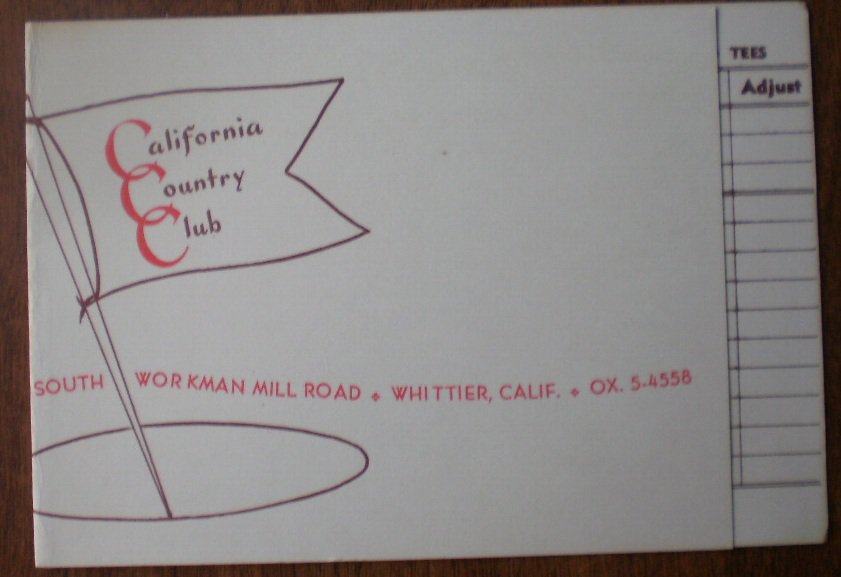 California
Country
Club
SOUTH WORKMAN MILL ROAD ⬥ WHITTIER, CALIF. ⬥ OX. 5-4558
TEES
Adjust